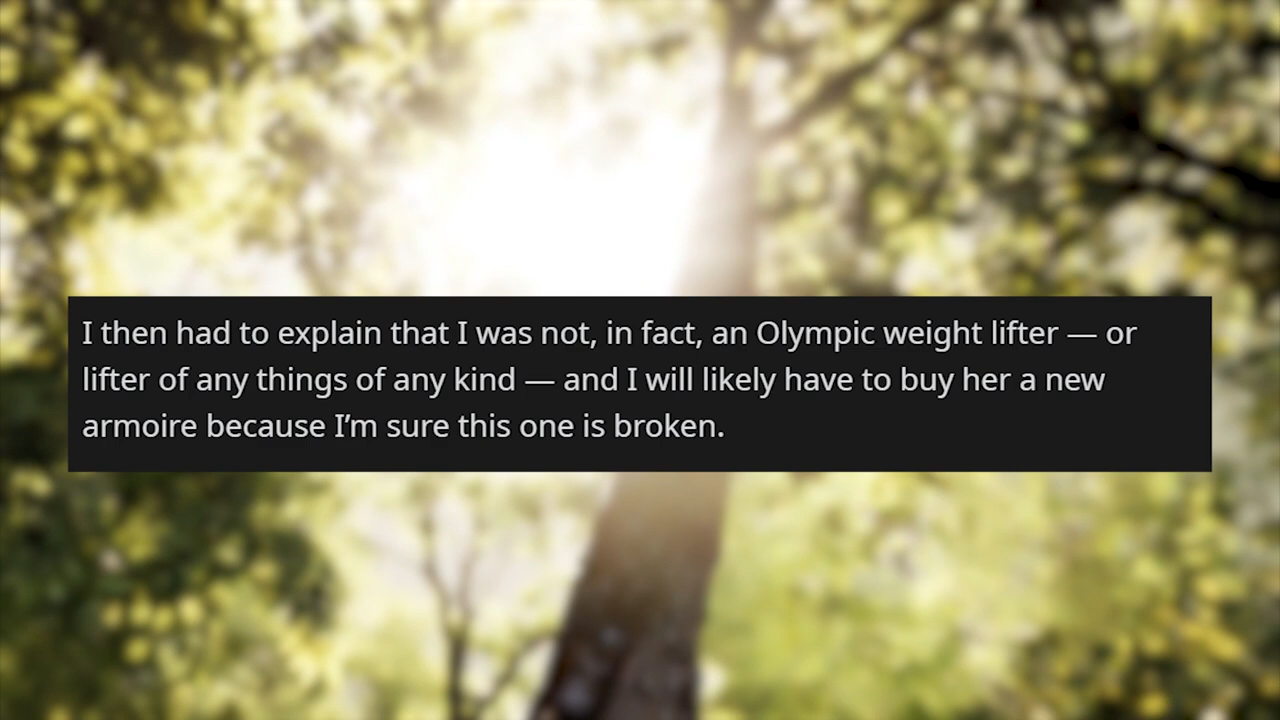 I then had to explain that I was not, in fact, an Olympic weight lifter — or
lifter of any things of any kind — and I will likely have to buy her a new
armoire because I’m sure this one is broken.